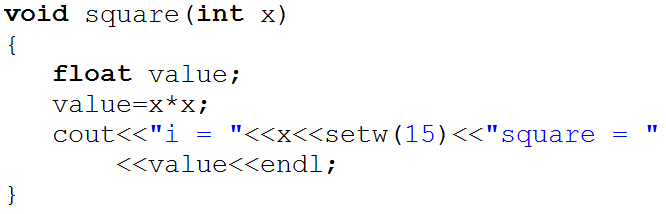 void square(int x)
{
   float value;
   value=x*x;
   cout<<"i = "<<x<<setw(15)<<"square = "
       <<value<<endl;
}